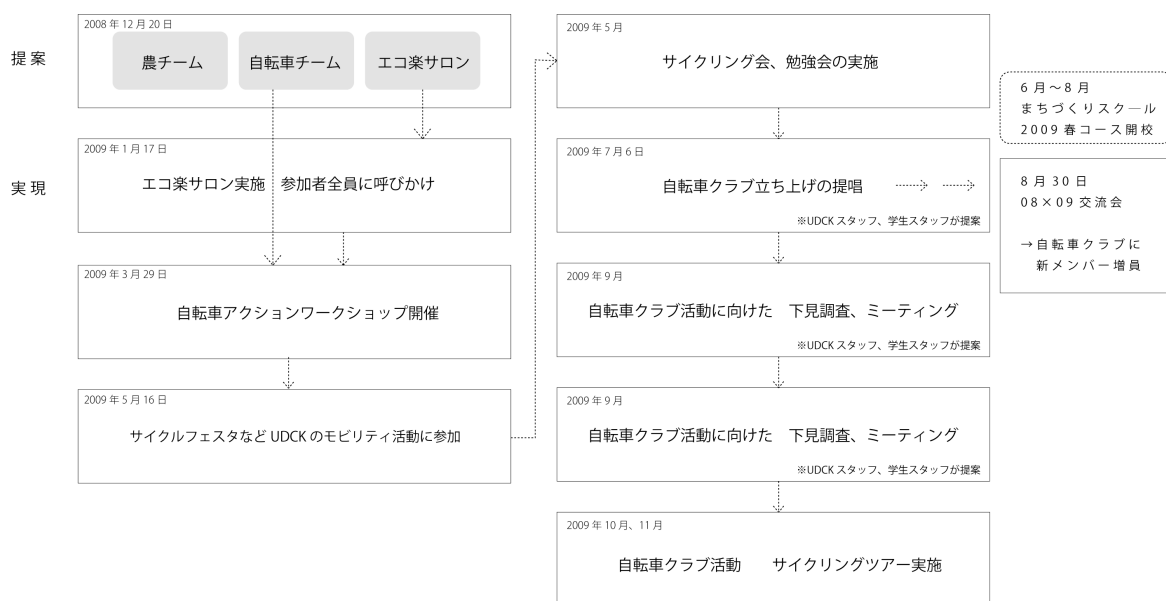 提案
2008年12月20日
農チーム
自転車チーム
エコ楽サロン
実現
2009年1月17日
エコ楽サロン実施　参加者全員に呼びかけ
2009年3月29日
自転車アクションワークショップ開催
2009年5月16日
サイクルフェスタなどUDCKのモビリティ活動に参加
2009年5月
サイクリング会、勉強会の実施
2009年7月6日
自転車クラブ立ち上げの提唱
※UDCKスタッフ、学生スタッフが提案
2009年9月
自転車クラブ活動に向けた　下見調査、ミーティング
※UDCKスタッフ、学生スタッフが提案
2009年9月
自転車クラブ活動に向けた　下見調査、ミーティング
※UDCKスタッフ、学生スタッフが提案
2009年10月、11月
自転車クラブ活動　　サイクリングツアー実施
6月～8月
まちづくりスクール
2009春コース開校
8月30日
08×09交流会
→自転車クラブに
新メンバー増員